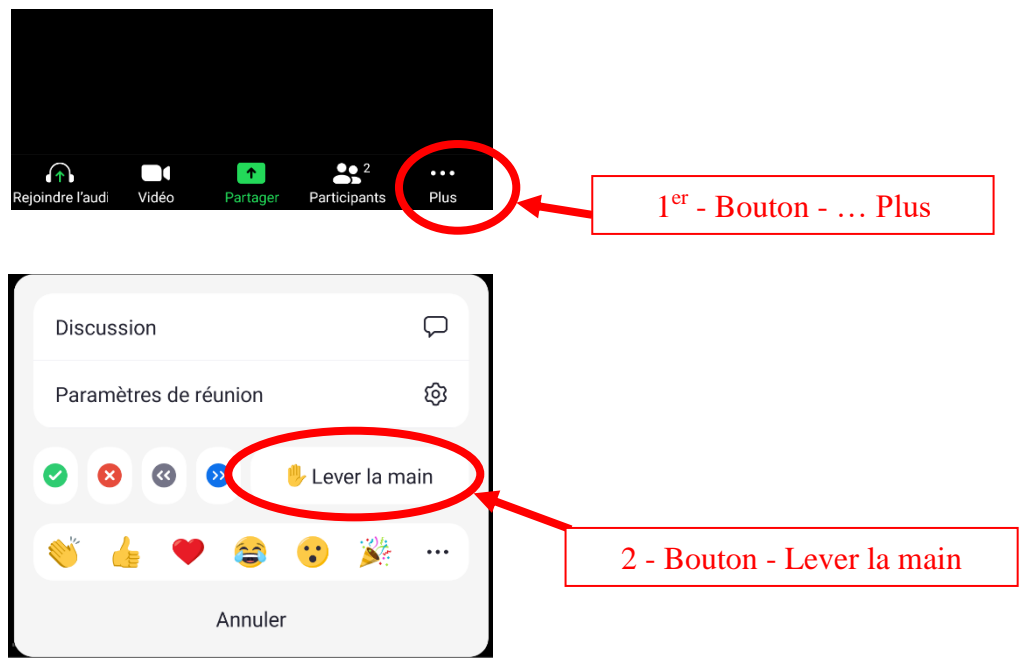 Rejoindre l'audi Vidéo Partager Participants 2 Plus
1er - Bouton - … Plus
Discussion
Paramètres de réunion
Lever la main
2 - Bouton - Lever la main
Annuler